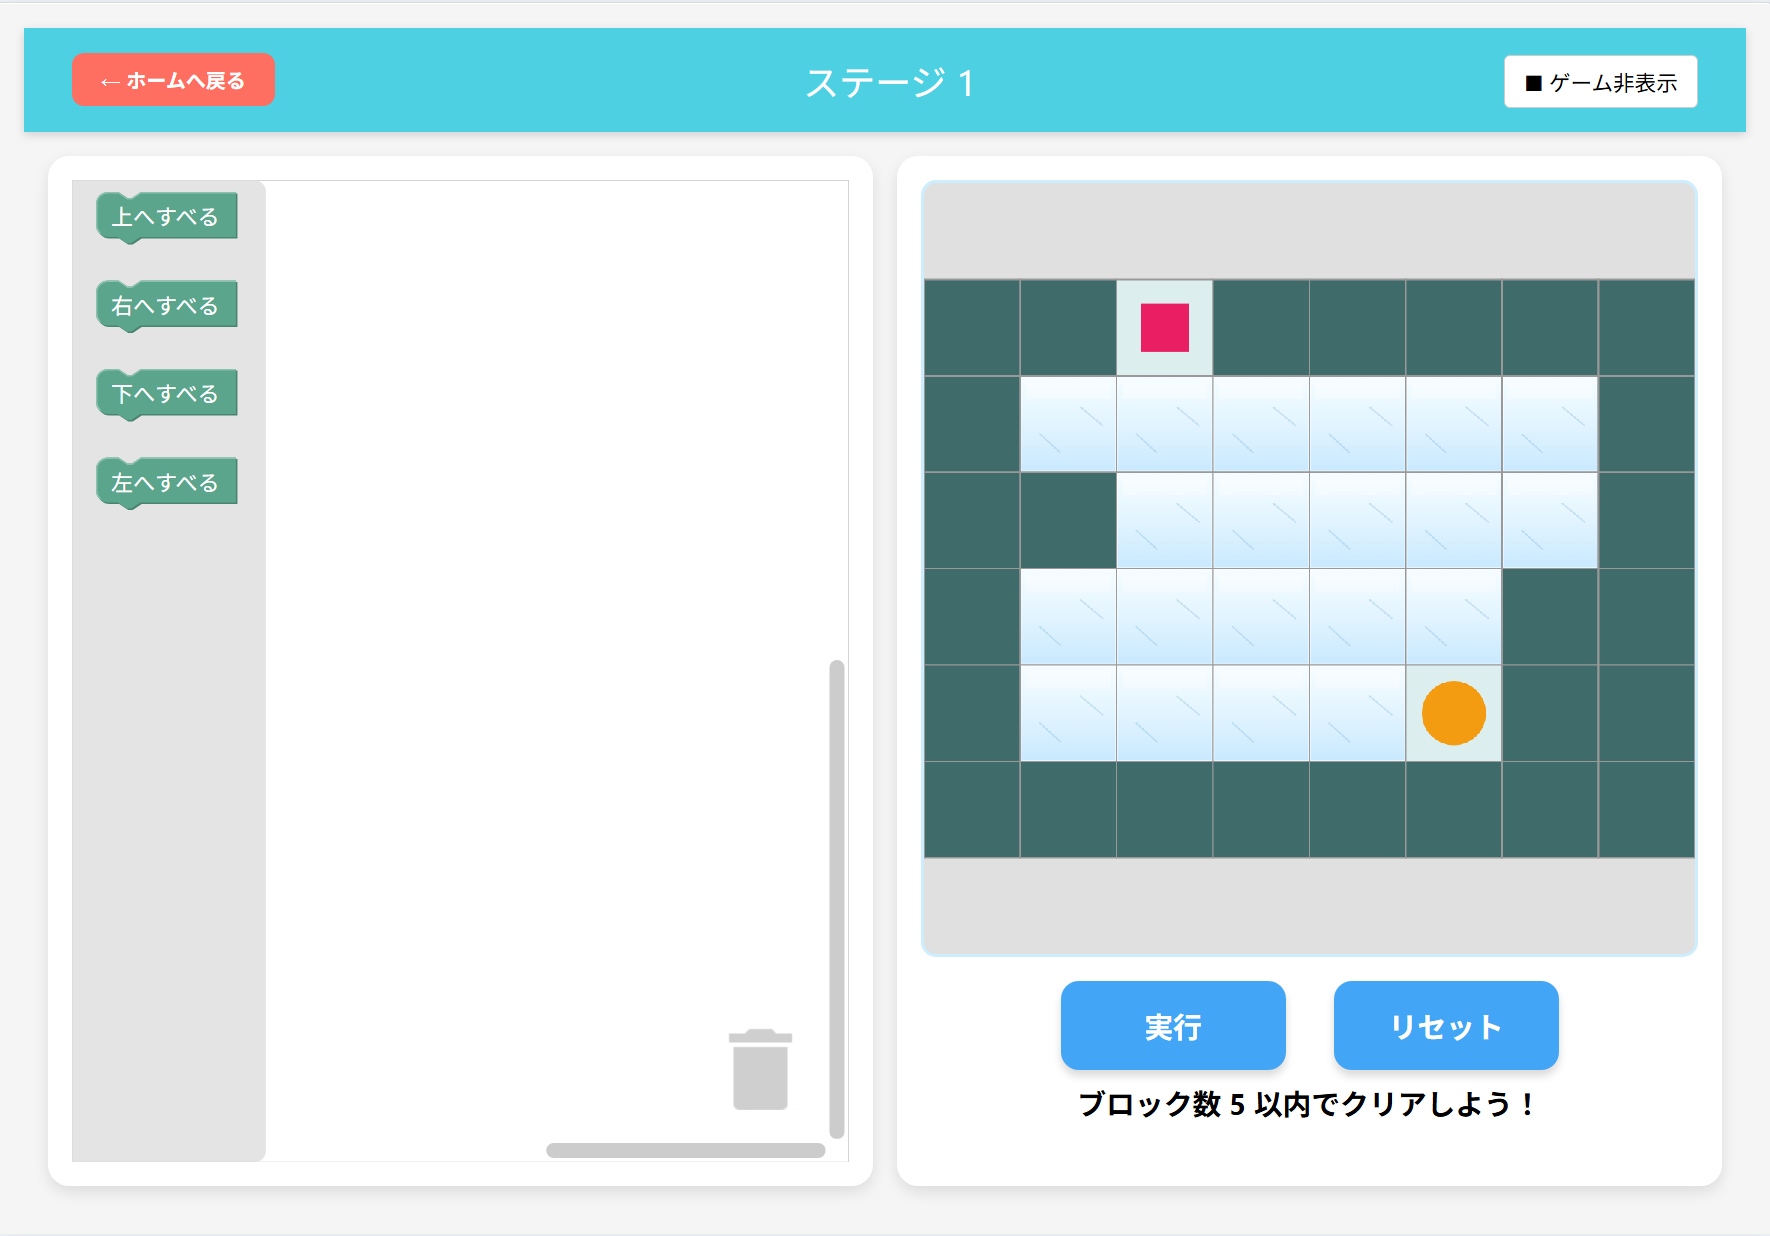 ← ホームへ戻る
ステージ 1
■ ゲーム非表示
上へすべる
右へすべる
下へすべる
左へすべる
実行
リセット
ブロック数 5 以内でクリアしよう！